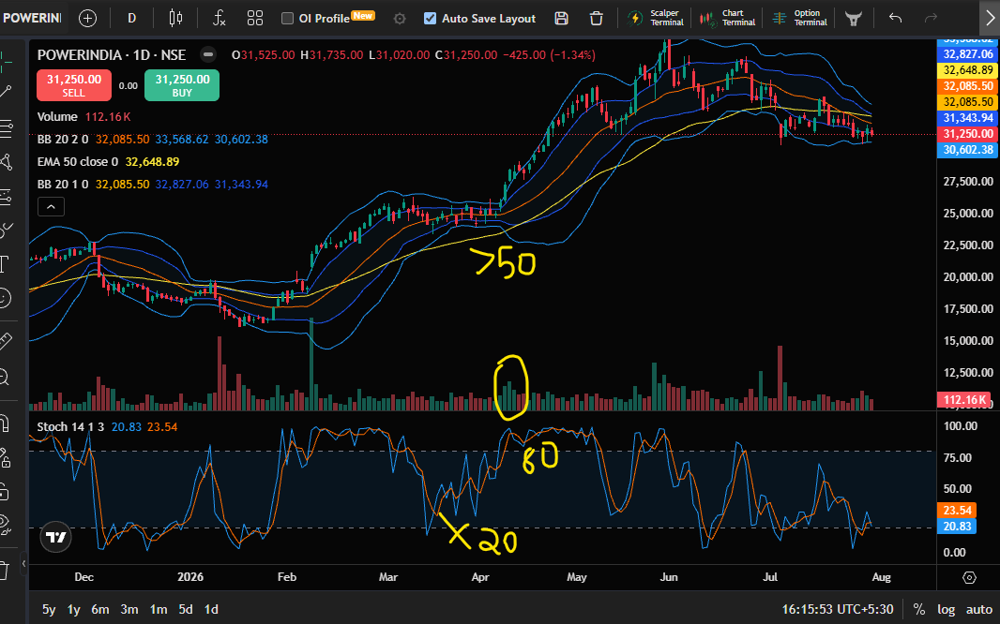 POWERINI
D
OI Profile New
Auto Save Layout
Scalper Terminal
Chart Terminal
Option Terminal
POWERINDIA · 1D · NSE
O31,525.00 H31,735.00 L31,020.00 C31,250.00 −425.00 (−1.34%)
31,250.00 SELL
0.00
31,250.00 BUY
Volume 112.16K
BB 20 2 0 32,085.50 33,568.62 30,602.38
EMA 50 close 0 32,648.89
BB 20 1 0 32,085.50 32,827.06 31,343.94
33,568.62
32,827.06
32,648.89
32,085.50
32,085.50
31,343.94
31,250.00
30,602.38
27,500.00
25,000.00
22,500.00
20,000.00
17,500.00
15,000.00
12,500.00
112.16K
>50
Stoch 14 1 3 20.83 23.54
80
X 20
100.00
75.00
50.00
23.54
20.83
0.00
Dec 2026 Feb Mar Apr May Jun Jul Aug
5y 1y 6m 3m 1m 5d 1d
16:15:53 UTC+5:30 % log auto